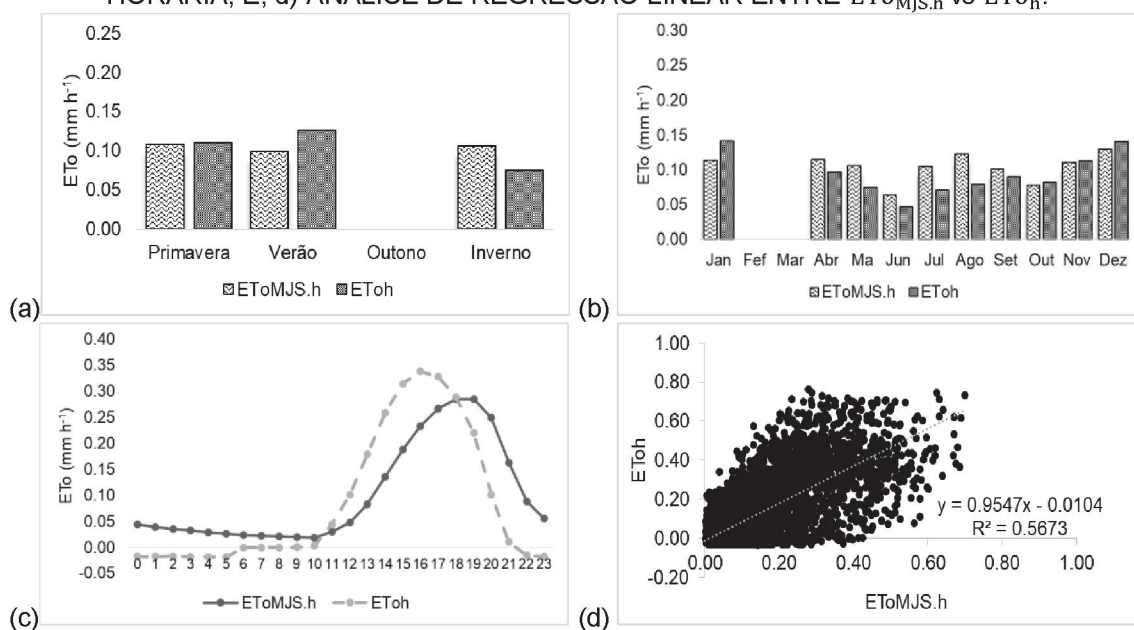 HORÁRIA; E, d) ANÁLISE DE REGRESSÃO LINEAR ENTRE EToMJS.h vs EToh.
0.25
0.20
0.15
0.10
0.05
0.00
ETo (mm h⁻¹)
Primavera Verão Outono Inverno
EToMJS.h EToh
(a)
0.30
0.25
0.20
0.15
0.10
0.05
0.00
ETo (mm h⁻¹)
Jan Fef Mar Abr Ma Jun Jul Ago Set Out Nov Dez
EToMJS.h EToh
(b)
0.40
0.35
0.30
0.25
0.20
0.15
0.10
0.05
0.00
-0.05
ETo (mm h⁻¹)
0 1 2 3 4 5 6 7 8 9 10 11 12 13 14 15 16 17 18 19 20 21 22 23
EToMJS.h EToh
(c)
1.00
0.80
0.60
0.40
0.20
0.00
-0.20
EToh
y = 0.9547x - 0.0104
R² = 0.5673
0.00 0.20 0.40 0.60 0.80 1.00
EToMJS.h
(d)